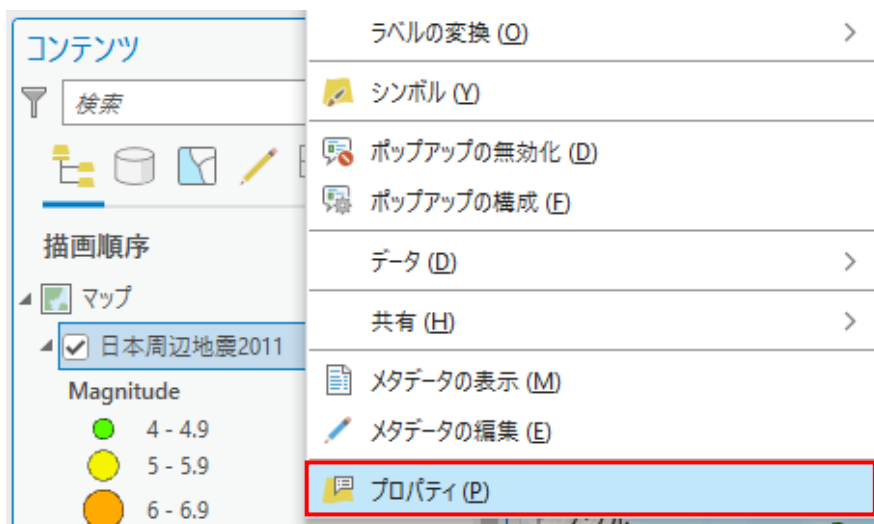 コンテンツ
検索
描画順序
マップ
日本周辺地震2011
Magnitude
4 - 4.9
5 - 5.9
6 - 6.9
ラベルの変換 (O)
シンボル (Y)
ポップアップの無効化 (D)
ポップアップの構成 (F)
データ (D)
共有 (H)
メタデータの表示 (M)
メタデータの編集 (E)
プロパティ (P)